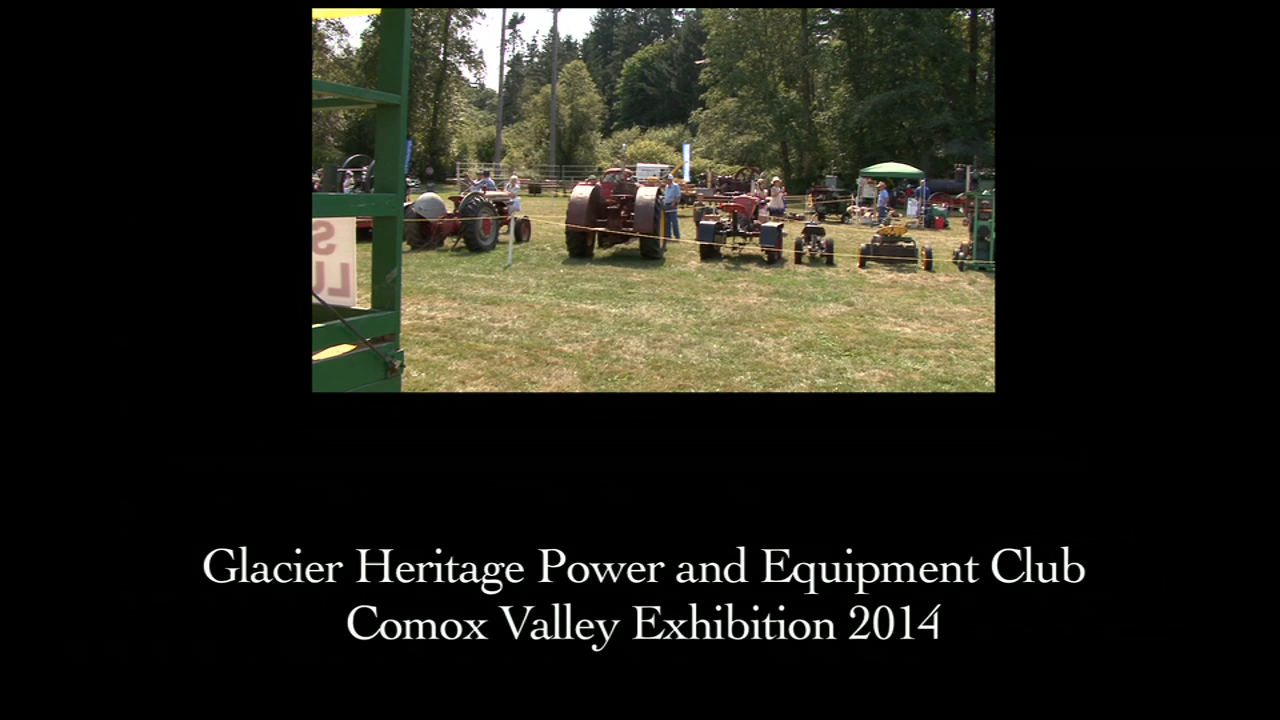 Glacier Heritage Power and Equipment Club
Comox Valley Exhibition 2014